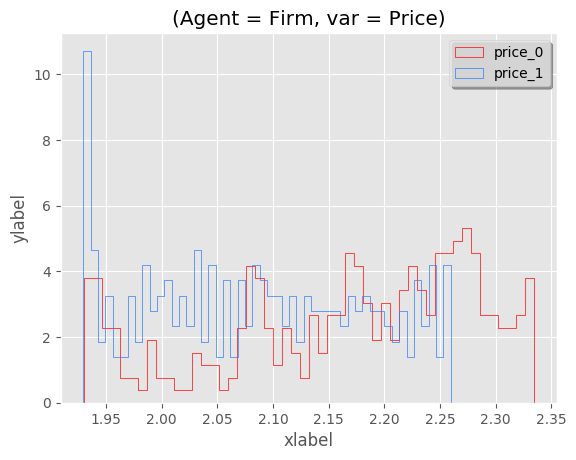 (Agent = Firm, var = Price)
price_0
price_1
ylabel
10
8
6
4
2
0
1.95 2.00 2.05 2.10 2.15 2.20 2.25 2.30 2.35
xlabel